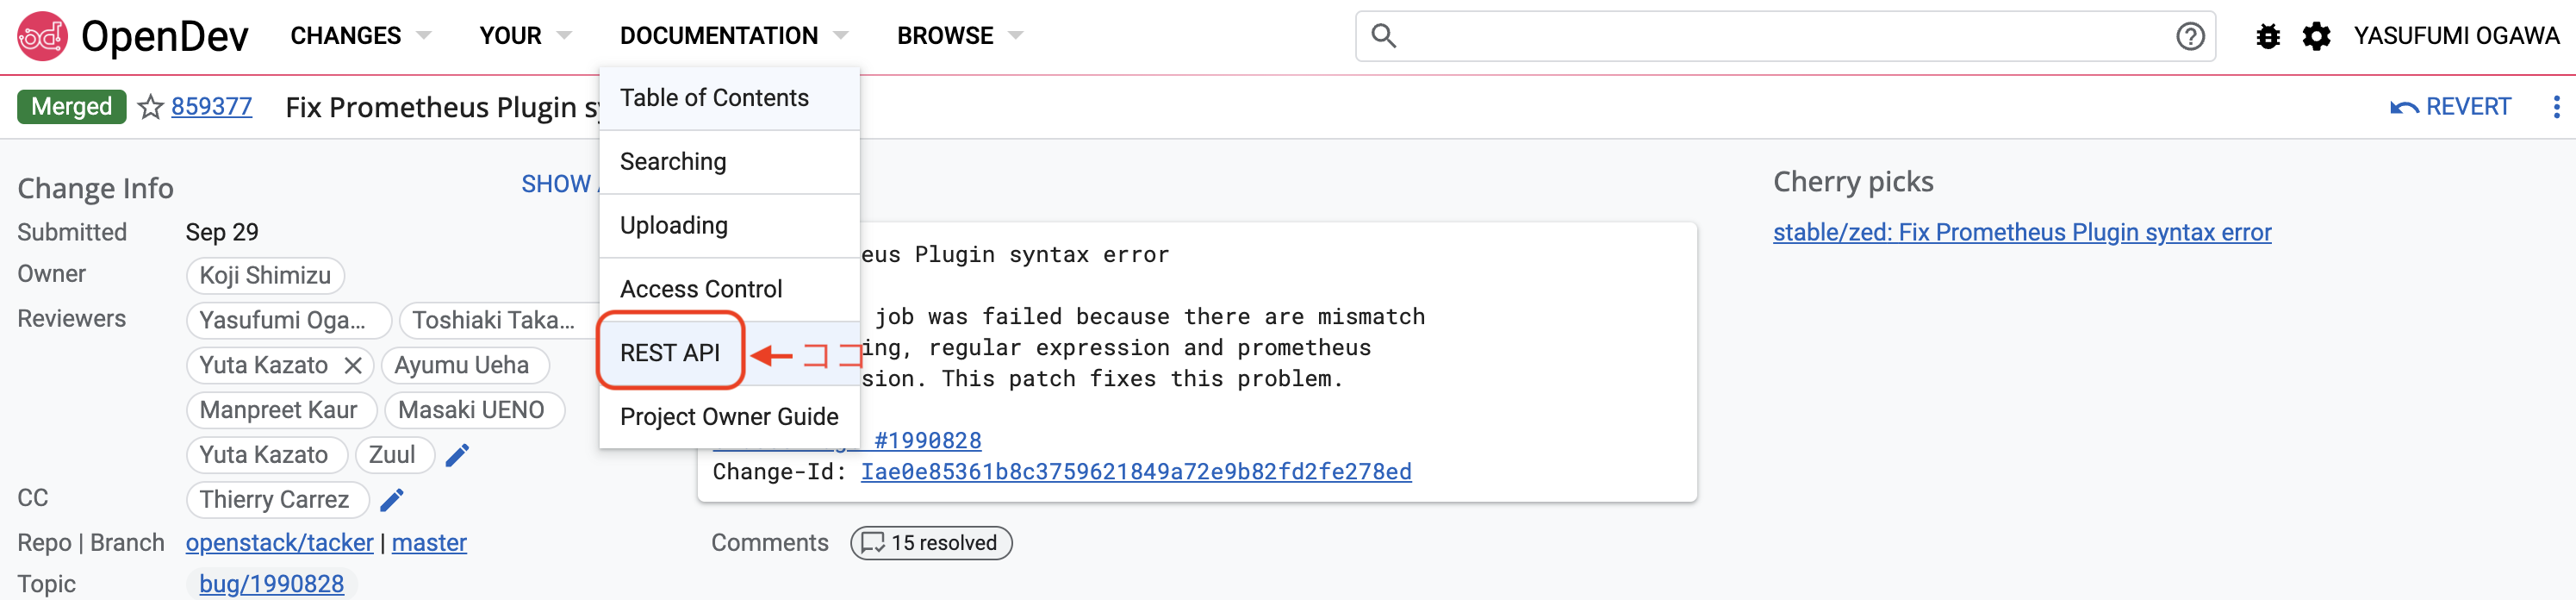 OpenDev CHANGES YOUR DOCUMENTATION BROWSE YASUFUMI OGAWA
Merged 859377 Fix Prometheus Plugin sy REVERT
Table of Contents
Searching
Uploading
Access Control
REST API ← ココ
Project Owner Guide
Change Info SHOW
Submitted Sep 29
Owner Koji Shimizu
Reviewers Yasufumi Oga... Toshiaki Taka...
Yuta Kazato Ayumu Ueha
Manpreet Kaur Masaki UENO
Yuta Kazato Zuul
CC Thierry Carrez
Repo | Branch openstack/tacker | master
Topic bug/1990828
eus Plugin syntax error
job was failed because there are mismatch
ing, regular expression and prometheus
sion. This patch fixes this problem.
#1990828
Change-Id: Iae0e85361b8c3759621849a72e9b82fd2fe278ed
Comments 15 resolved
Cherry picks
stable/zed: Fix Prometheus Plugin syntax error